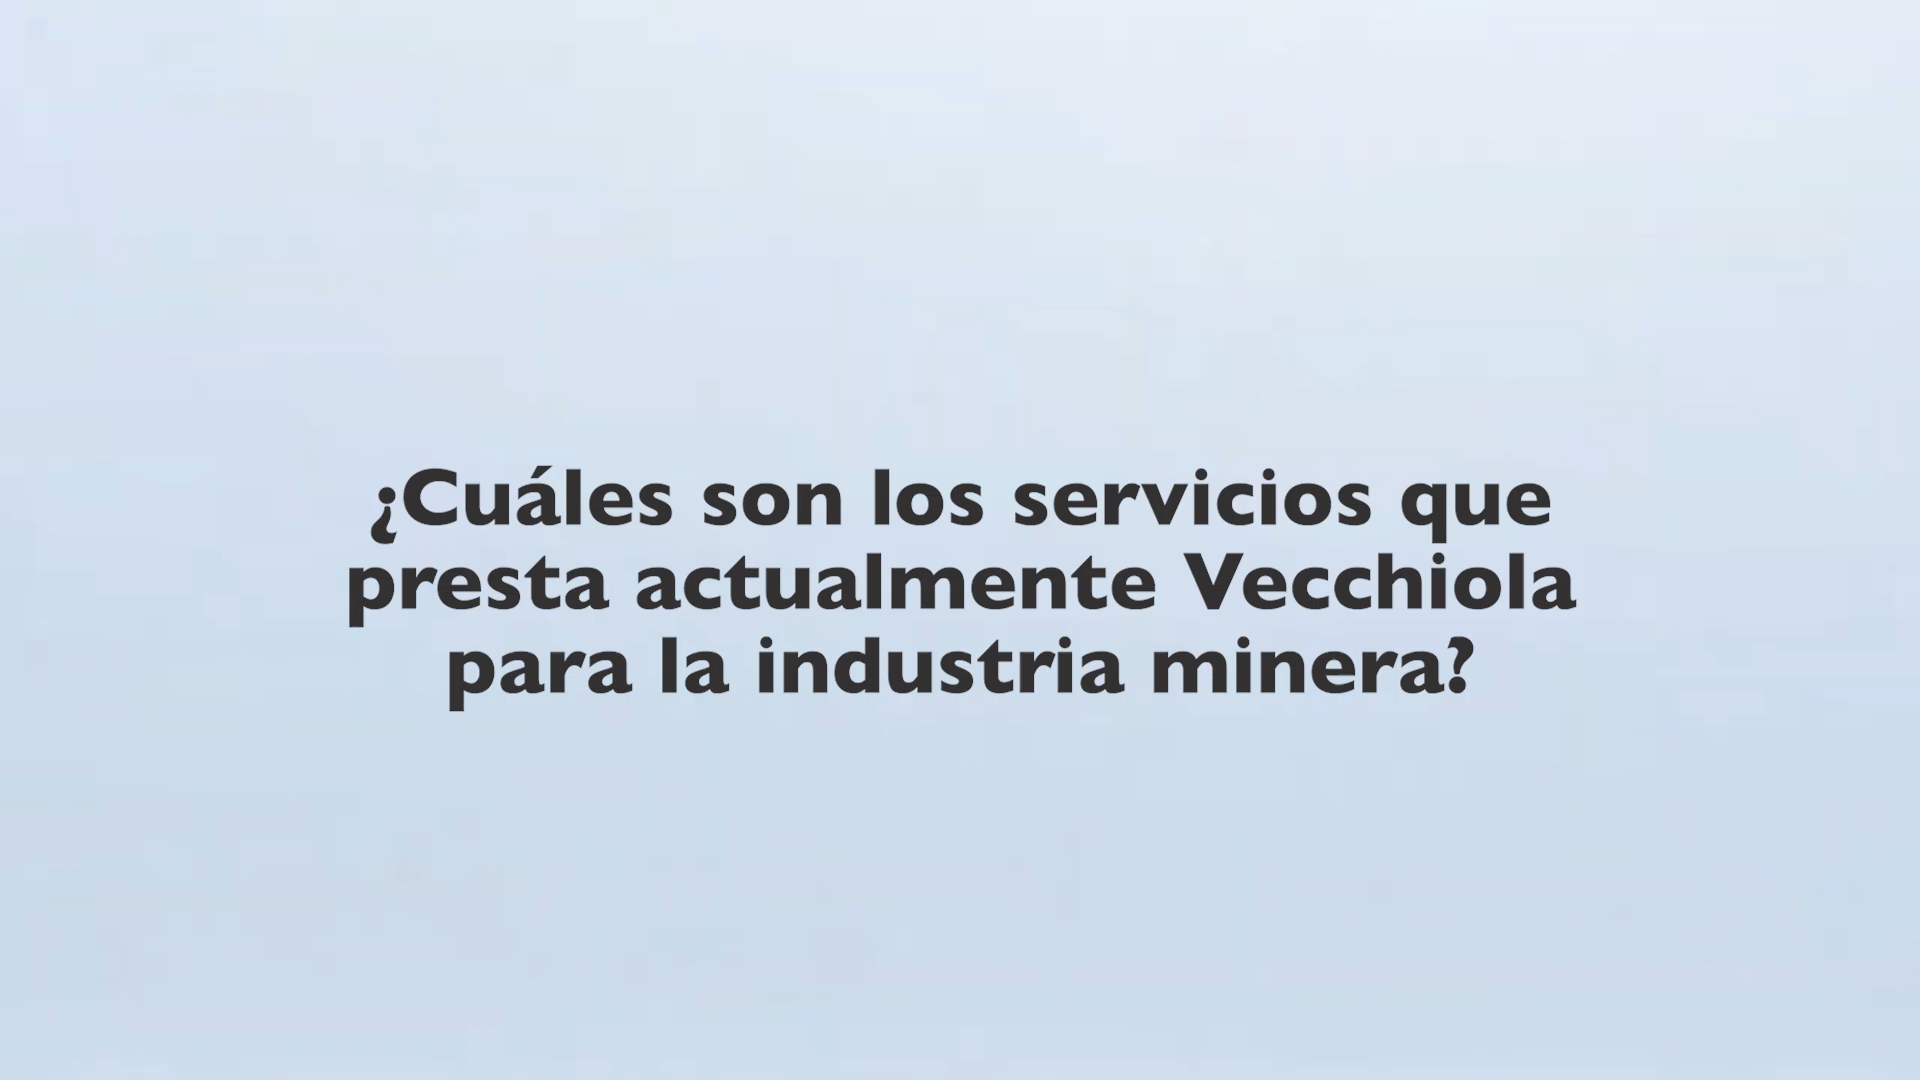 ¿Cuáles son los servicios que
presta actualmente Vecchiola
para la industria minera?